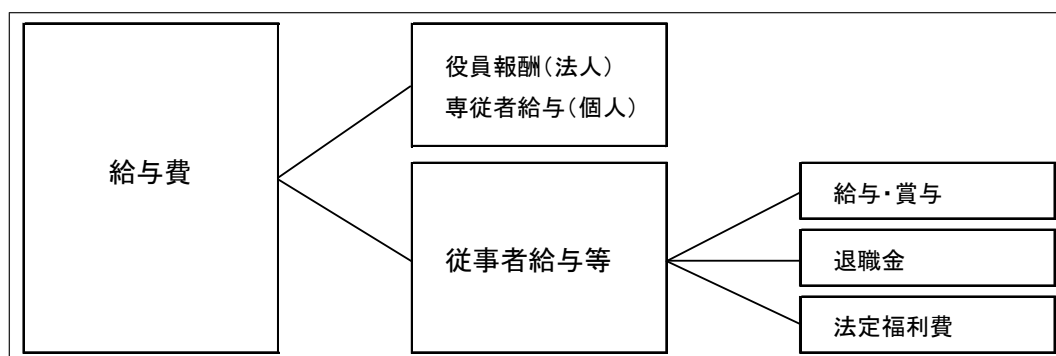 給与費
役員報酬（法人）
専従者給与（個人）
従事者給与等
給与・賞与
退職金
法定福利費